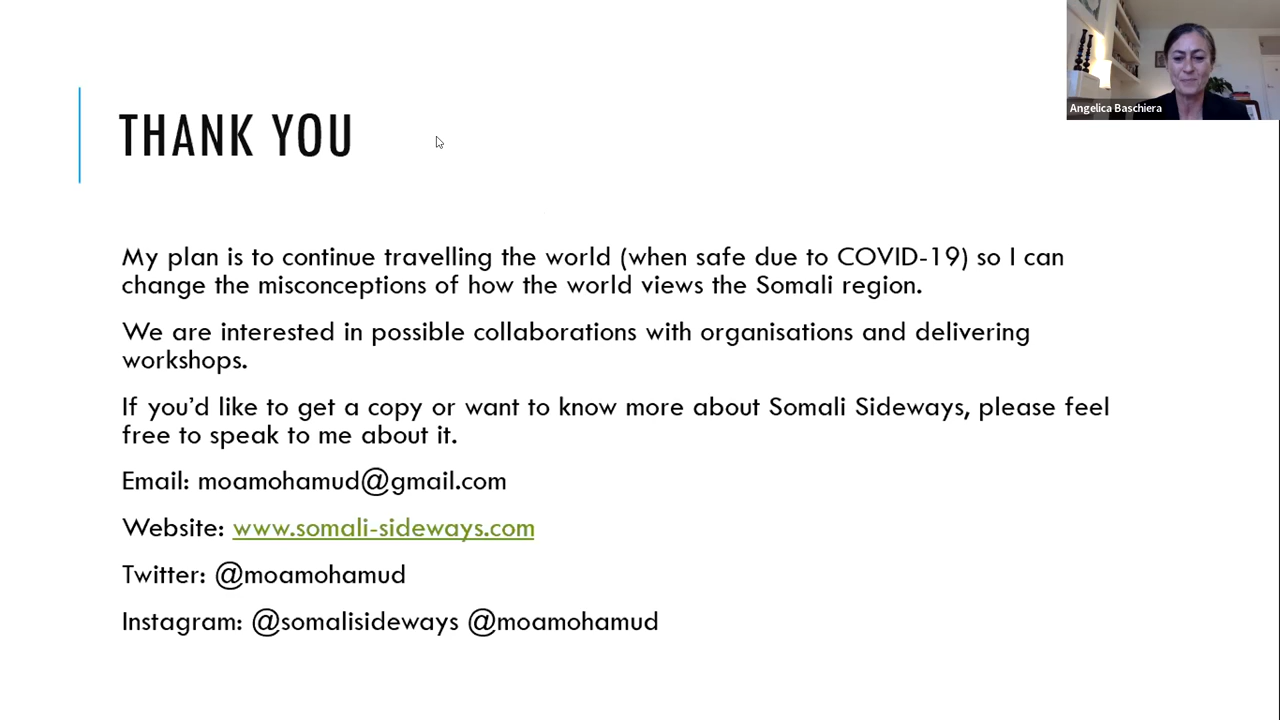 Angelica Baschiera
THANK YOU
My plan is to continue travelling the world (when safe due to COVID-19) so I can
change the misconceptions of how the world views the Somali region.
We are interested in possible collaborations with organisations and delivering
workshops.
If you’d like to get a copy or want to know more about Somali Sideways, please feel
free to speak to me about it.
Email: moamohamud@gmail.com
Website: www.somali-sideways.com
Twitter: @moamohamud
Instagram: @somalisideways @moamohamud